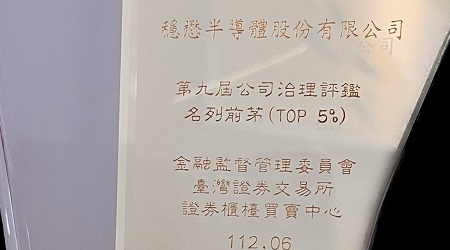 穩懋半導體股份有限公司
第九屆公司治理評鑑
名列前茅(TOP 5%)
金融監督管理委員會
臺灣證券交易所
證券櫃檯買賣中心
112.06